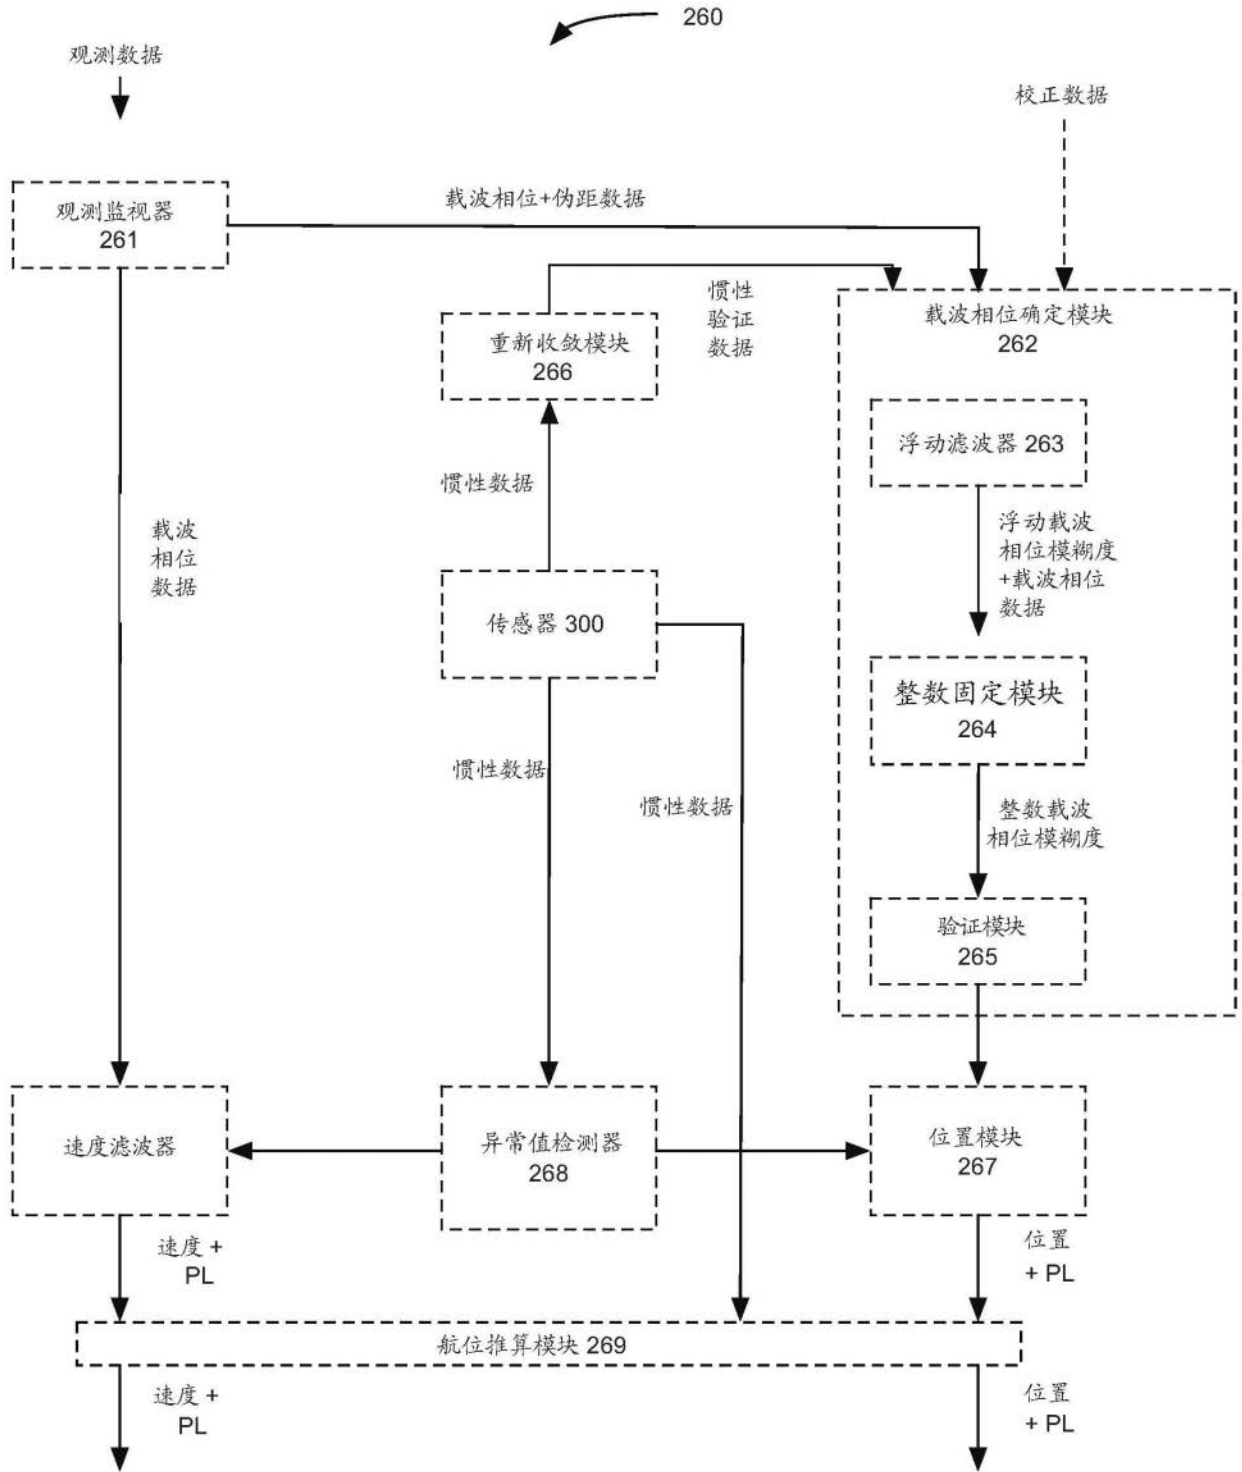 260
观测数据
校正数据
观测监视器
261
载波相位+伪距数据
惯性
验证
数据
重新收敛模块
266
载波相位确定模块
262
浮动滤波器 263
惯性数据
载波
相位
数据
浮动载波
相位模糊度
+载波相位
数据
传感器 300
整数固定模块
264
惯性数据
惯性数据
整数载波
相位模糊度
验证模块
265
速度滤波器
异常值检测器
268
位置模块
267
速度 +
PL
位置
+ PL
航位推算模块 269
速度 +
PL
位置
+ PL